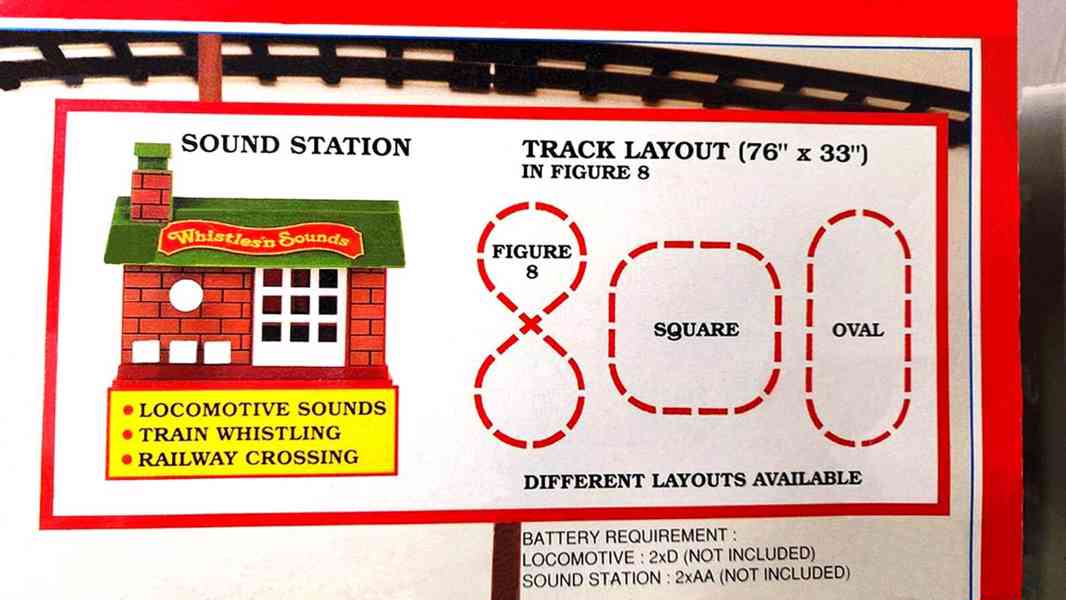 SOUND STATION
Whistles'n Sounds
• LOCOMOTIVE SOUNDS
• TRAIN WHISTLING
• RAILWAY CROSSING
TRACK LAYOUT (76" x 33")
IN FIGURE 8
FIGURE
8
SQUARE
OVAL
DIFFERENT LAYOUTS AVAILABLE
BATTERY REQUIREMENT :
LOCOMOTIVE : 2xD (NOT INCLUDED)
SOUND STATION : 2xAA (NOT INCLUDED)